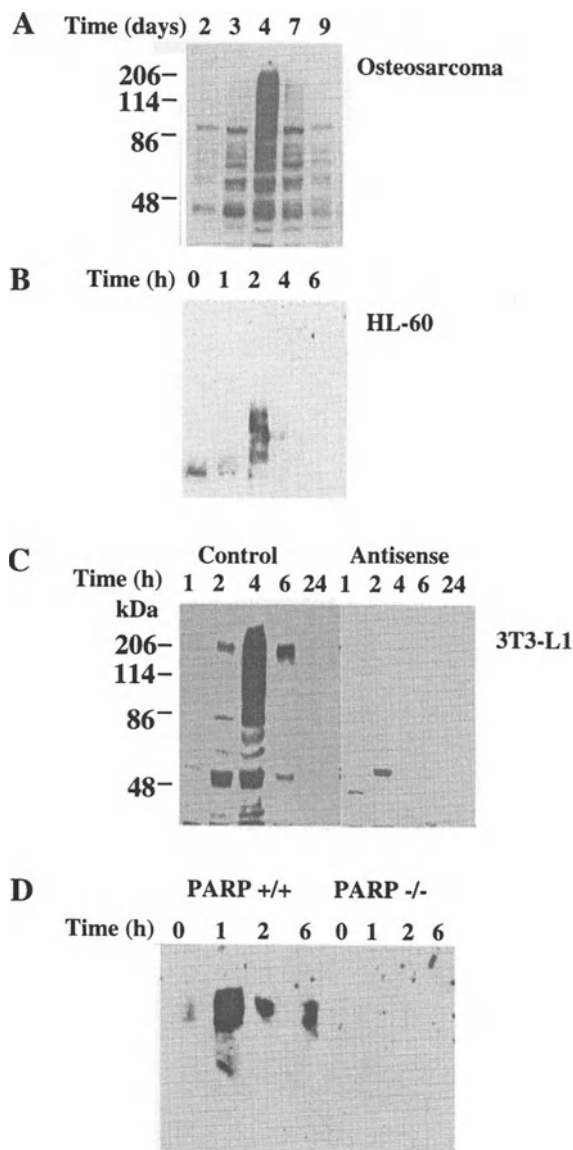 A Time (days) 2 3 4 7 9
Osteosarcoma
206
114
86
48
B Time (h) 0 1 2 4 6
HL-60
C Control Antisense
Time (h) 1 2 4 6 24 1 2 4 6 24
kDa
3T3-L1
206
114
86
48
D PARP +/+ PARP -/-
Time (h) 0 1 2 6 0 1 2 6